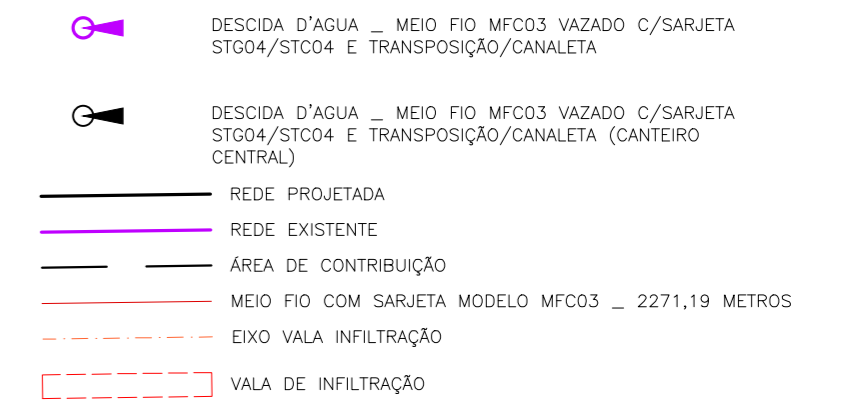 DESCIDA D'AGUA _ MEIO FIO MFC03 VAZADO C/SARJETA
STG04/STC04 E TRANSPOSIÇÃO/CANALETA
DESCIDA D'AGUA _ MEIO FIO MFC03 VAZADO C/SARJETA
STG04/STC04 E TRANSPOSIÇÃO/CANALETA (CANTEIRO
CENTRAL)
REDE PROJETADA
REDE EXISTENTE
ÁREA DE CONTRIBUIÇÃO
MEIO FIO COM SARJETA MODELO MFC03 _ 2271,19 METROS
EIXO VALA INFILTRAÇÃO
VALA DE INFILTRAÇÃO